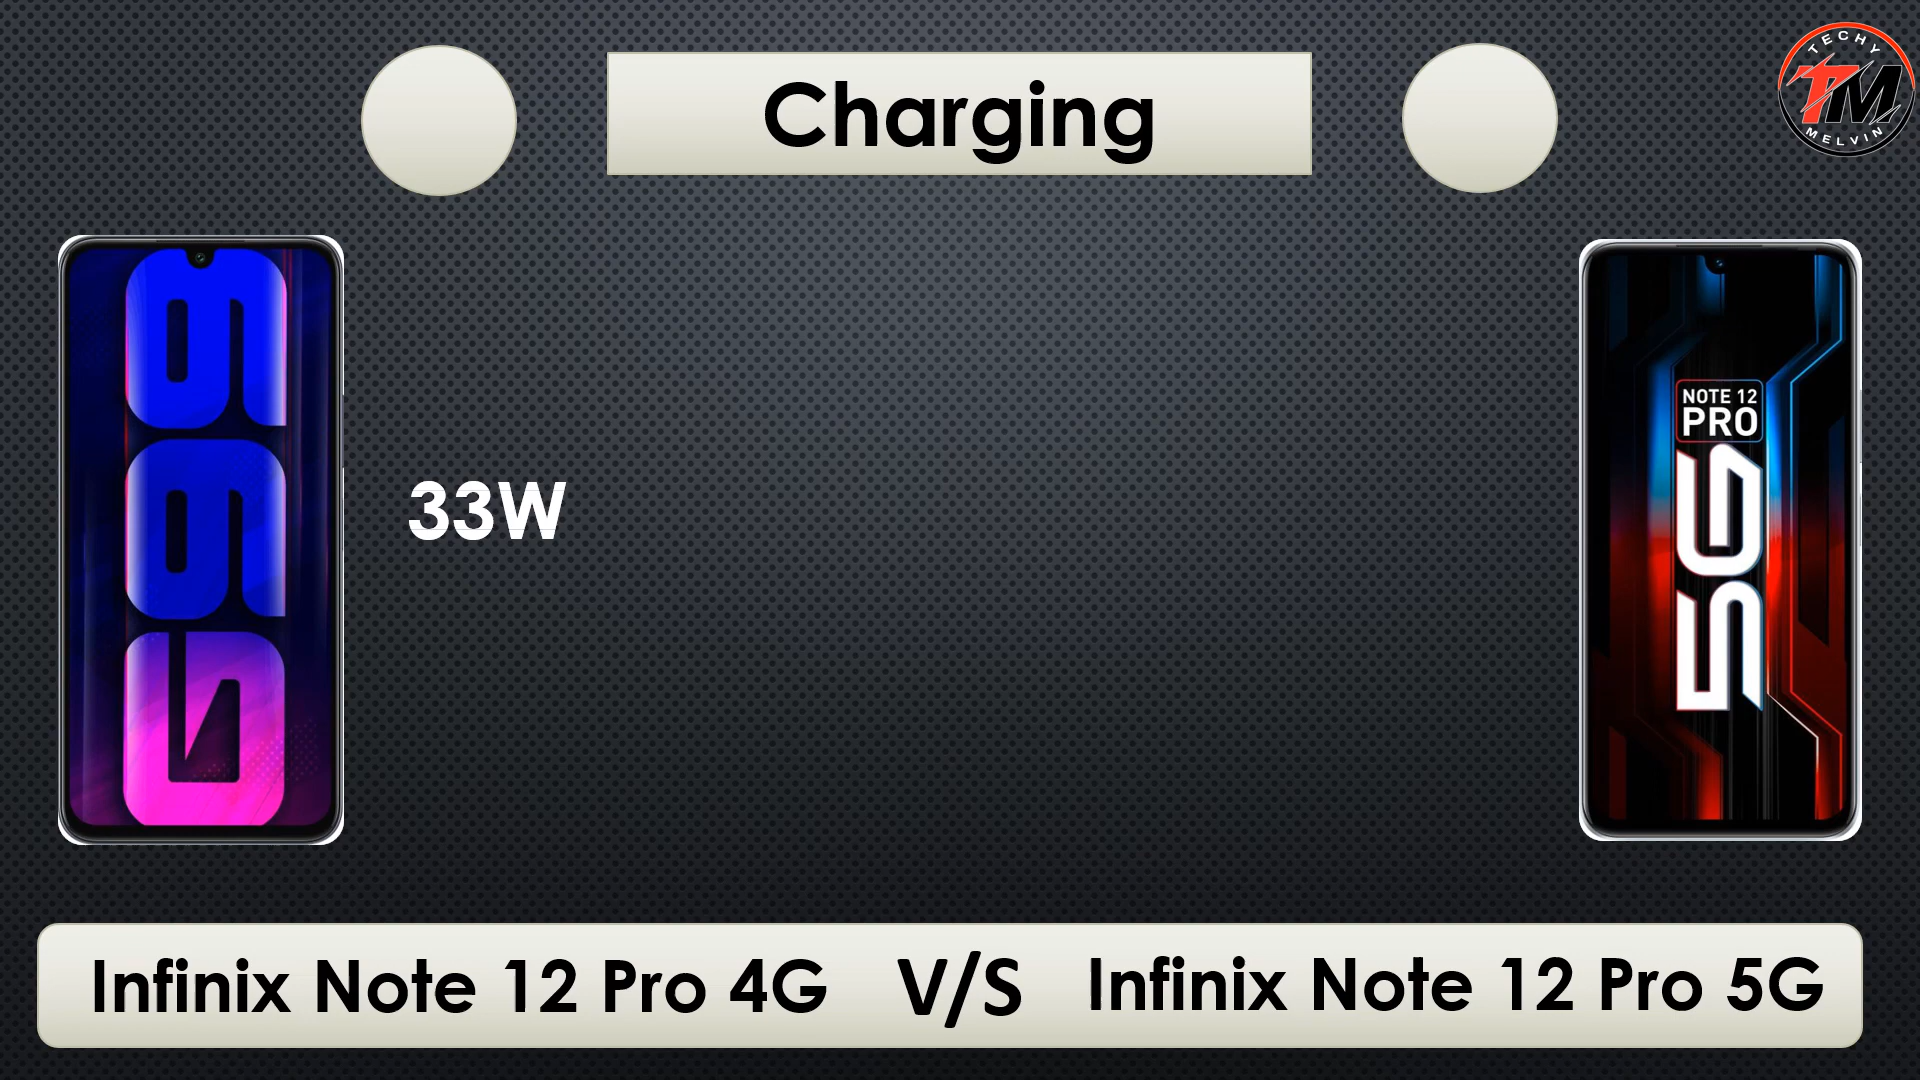 Charging
TECHY
TM
MELVIN
G99
33W
NOTE 12
PRO
5G
Infinix Note 12 Pro 4G
V/S
Infinix Note 12 Pro 5G